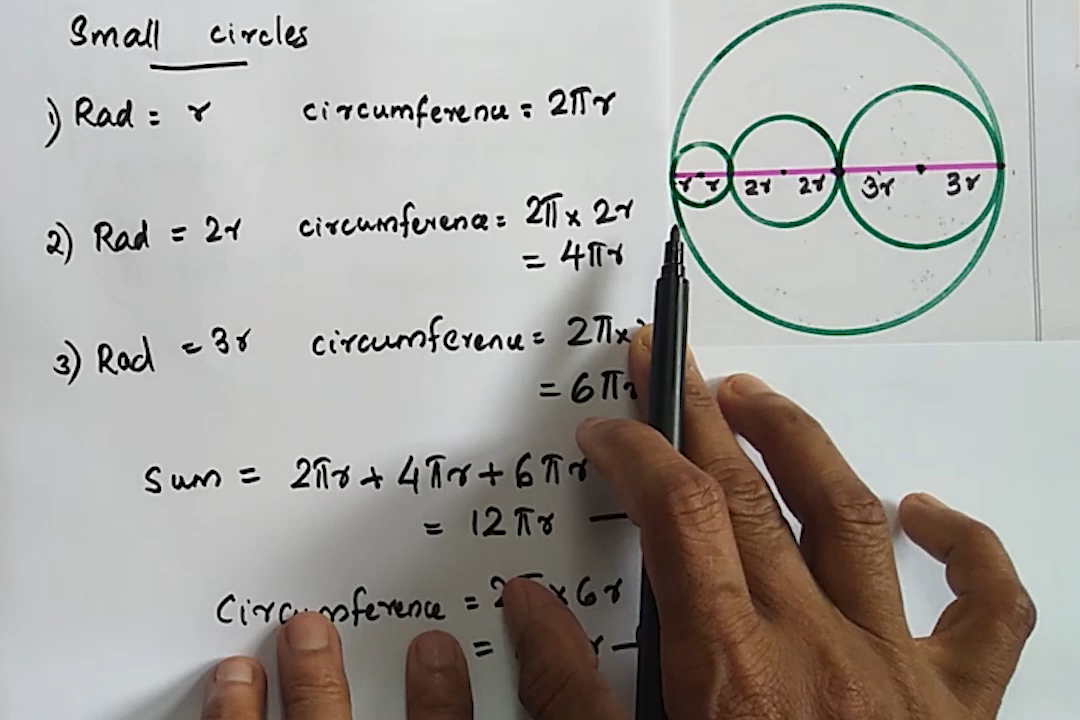 Small circles
1) Rad = r circumference = 2πr
2) Rad = 2r circumference = 2π x 2r
= 4πr
3) Rad = 3r circumference = 2πx
= 6π
Sum = 2πr + 4πr + 6πr
= 12πr —
Circumference = 2π x 6r
=
r r 2r 2r 3r 3r